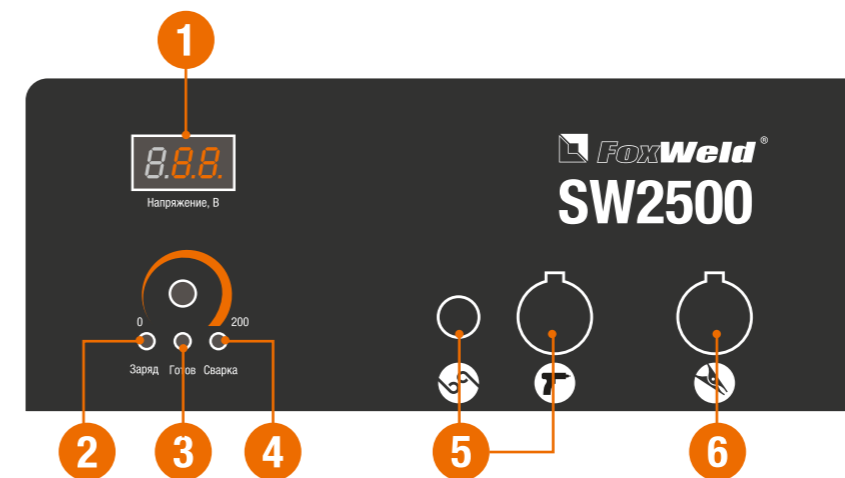 1
8.8.8.
Напряжение, В
FoxWeld®
SW2500
0 200
Заряд Готов Сварка
2 3 4 5 6